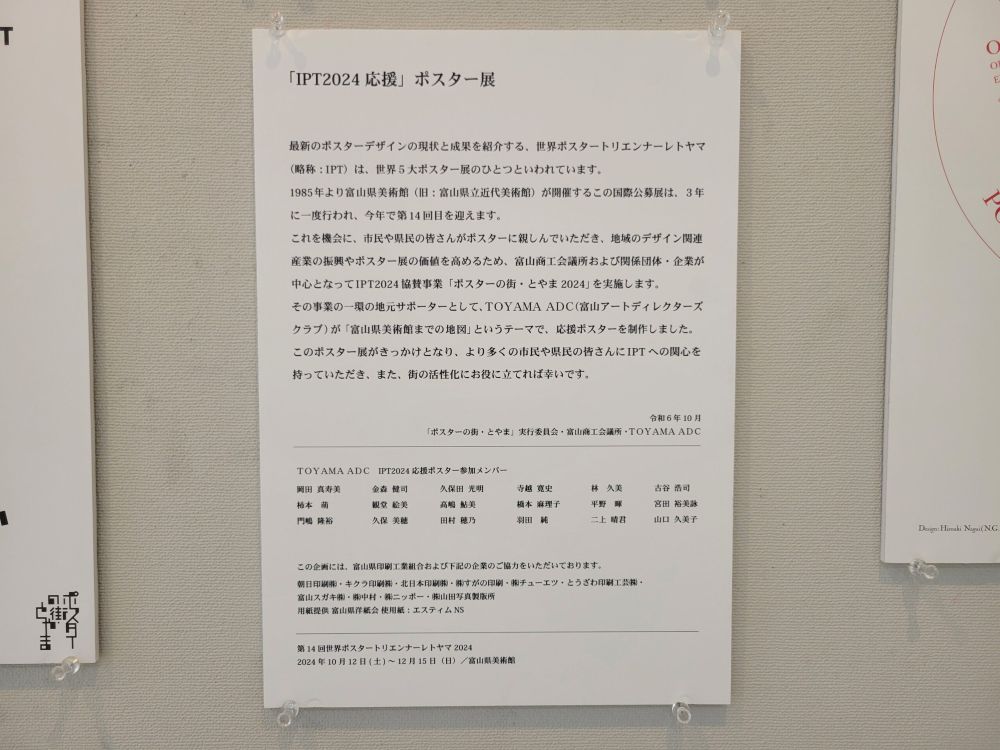 「IPT2024 応援」ポスター展
最新のポスターデザインの現状と成果を紹介する、世界ポスタートリエンナーレトヤマ
（略称：IPT）は、世界５大ポスター展のひとつといわれています。
1985年より富山県美術館（旧：富山県立近代美術館）が開催するこの国際公募展は、３年
に一度行われ、今年で第14回目を迎えます。
これを機会に、市民や県民の皆さんがポスターに親しんでいただき、地域のデザイン関連
産業の振興やポスター展の価値を高めるため、富山商工会議所および関係団体・企業が
中心となってIPT2024協賛事業「ポスターの街・とやま2024」を実施します。
その事業の一環の地元サポーターとして、TOYAMA ADC（富山アートディレクターズ
クラブ）が「富山県美術館までの地図」というテーマで、応援ポスターを制作しました。
このポスター展がきっかけとなり、より多くの市民や県民の皆さんにIPTへの関心を
持っていただき、また、街の活性化にお役に立てれば幸いです。
令和６年10月
「ポスターの街・とやま」実行委員会・富山商工会議所・TOYAMA ADC
TOYAMA ADC　IPT2024応援ポスター参加メンバー
岡田 真寿美　金森 健司　久保田 光明　寺越 寛史　林 久美　古谷 浩司
柿本 萌　観堂 絵美　高嶋 鮎美　橋本 麻理子　平野 暉　宮田 裕美詠
門嶋 隆裕　久保 美穂　田村 穂乃　羽田 純　二上 晴君　山口 久美子
この企画には、富山県印刷工業組合および下記の企業のご協力をいただいております。
朝日印刷㈱・キクラ印刷㈱・北日本印刷㈱・㈱すがの印刷・㈱チューエツ・とうざわ印刷工芸㈱・
富山スガキ㈱・㈱中村・㈱ニッポー・㈱山田写真製版所
用紙提供 富山県洋紙会 使用紙：エスティムNS
第14回世界ポスタートリエンナーレトヤマ2024
2024年10月12日(土)～12月15日（日）／富山県美術館
T
ポスターの街とやま
O
E
PO
Design: Hiroaki Nagai(N.G.